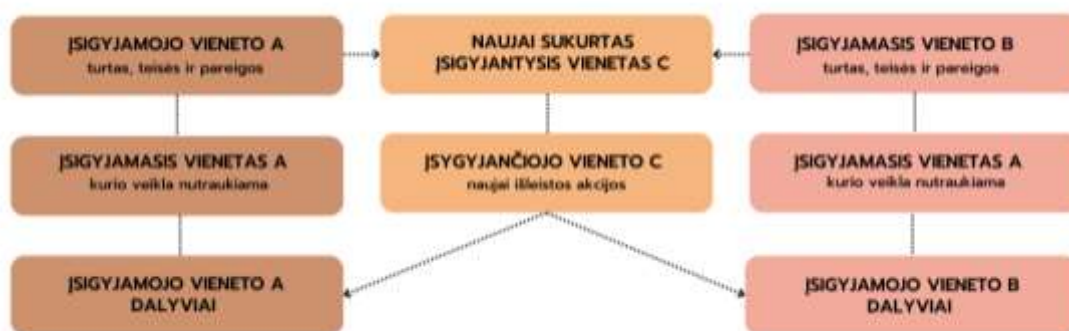 ĮSIGYJAMOJO VIENETO A
turtas, teisės ir pareigos
NAUJAI SUKURTAS
ĮSIGYJANTYSIS VIENETAS C
ĮSIGYJAMASIS VIENETO B
turtas, teisės ir pareigos
ĮSIGYJAMASIS VIENETAS A
kurio veikla nutraukiama
ĮSYGYJANČIOJO VIENETO C
naujai išleistos akcijos
ĮSIGYJAMASIS VIENETAS A
kurio veikla nutraukiama
ĮSIGYJAMOJO VIENETO A
DALYVIAI
ĮSIGYJAMOJO VIENETO B
DALYVIAI